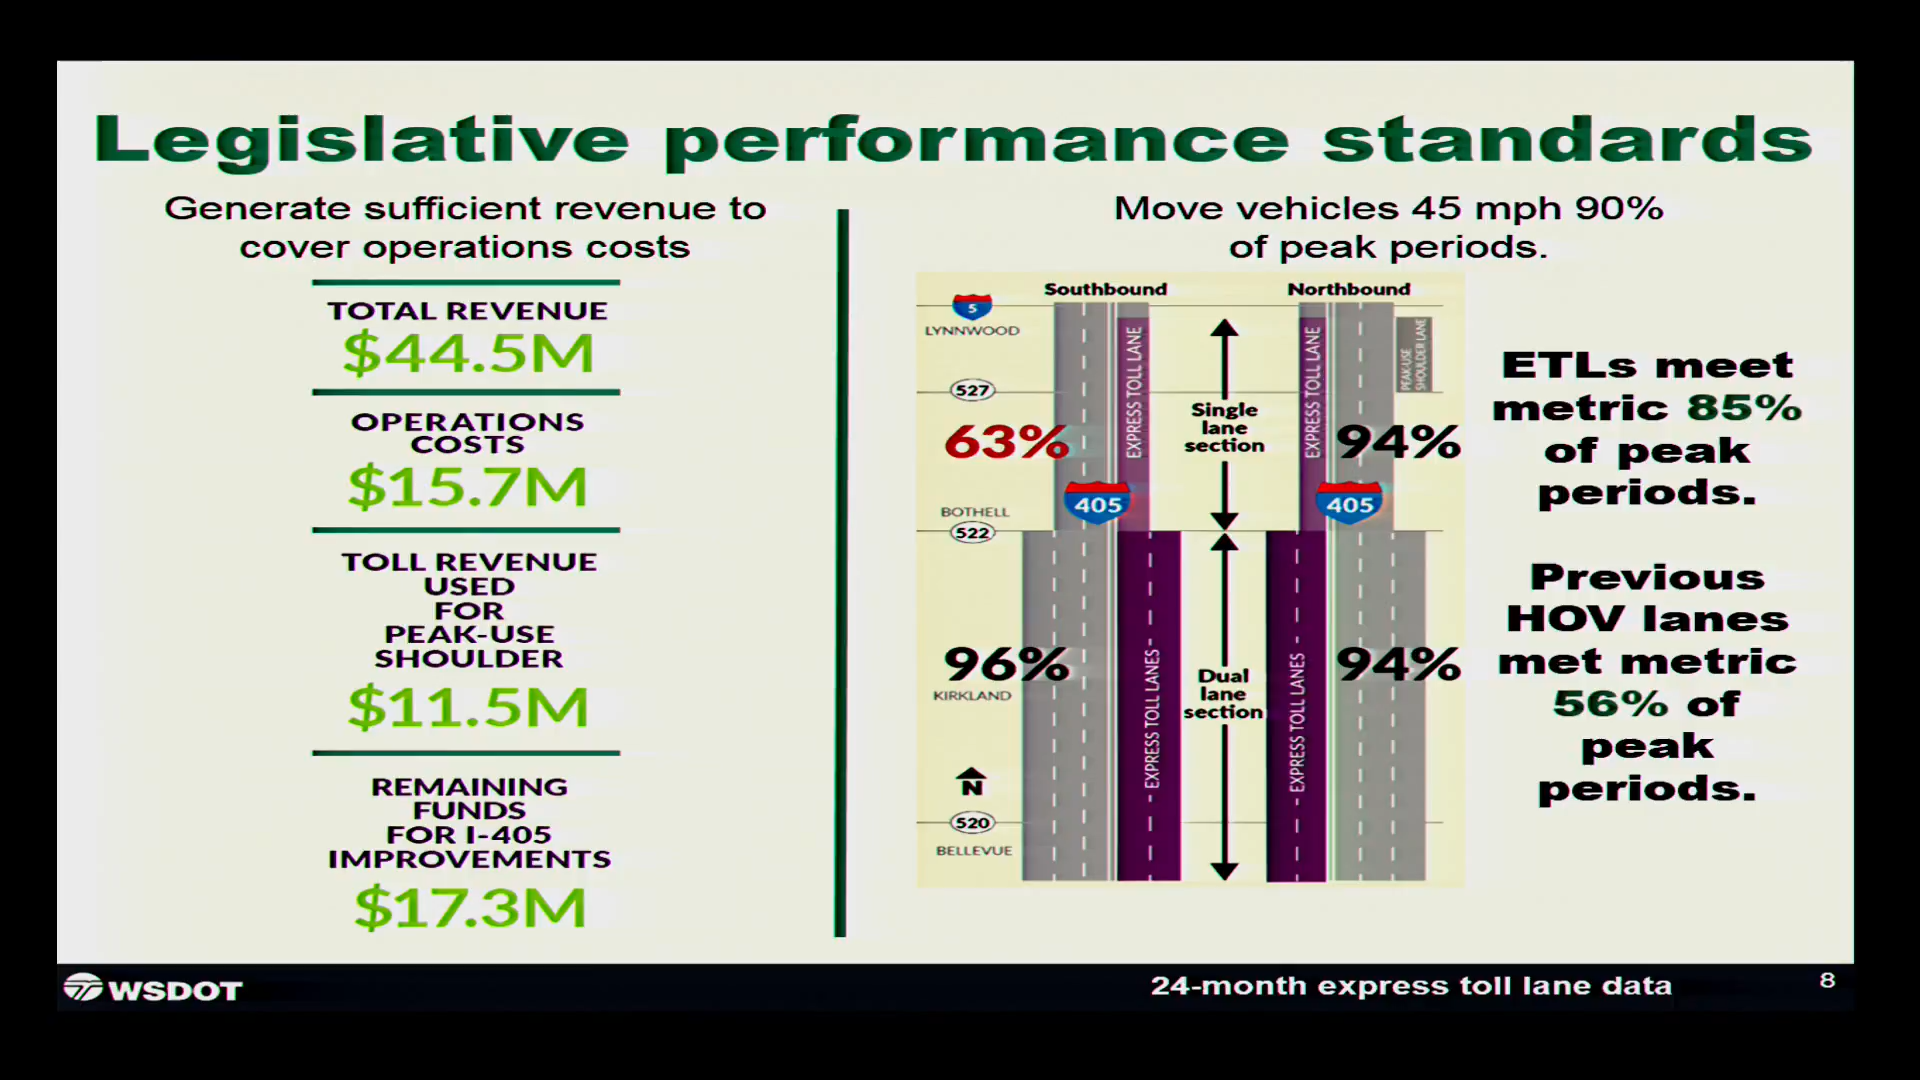 Legislative performance standards
Generate sufficient revenue to
cover operations costs
TOTAL REVENUE
$44.5M
OPERATIONS
COSTS
$15.7M
TOLL REVENUE
USED
FOR
PEAK-USE
SHOULDER
$11.5M
REMAINING
FUNDS
FOR I-405
IMPROVEMENTS
$17.3M
Move vehicles 45 mph 90%
of peak periods.
Southbound
Northbound
5
LYNNWOOD
527
63%
BOTHELL
522
96%
KIRKLAND
N
520
BELLEVUE
EXPRESS TOLL LANE
405
- EXPRESS TOLL LANES -
Single
lane
section
Dual
lane
section
EXPRESS TOLL LANE
PEAK-USE
SHOULDER LANE
94%
405
- EXPRESS TOLL LANES -
94%
ETLs meet
metric 85%
of peak
periods.
Previous
HOV lanes
met metric
56% of
peak
periods.
WSDOT
24-month express toll lane data
8